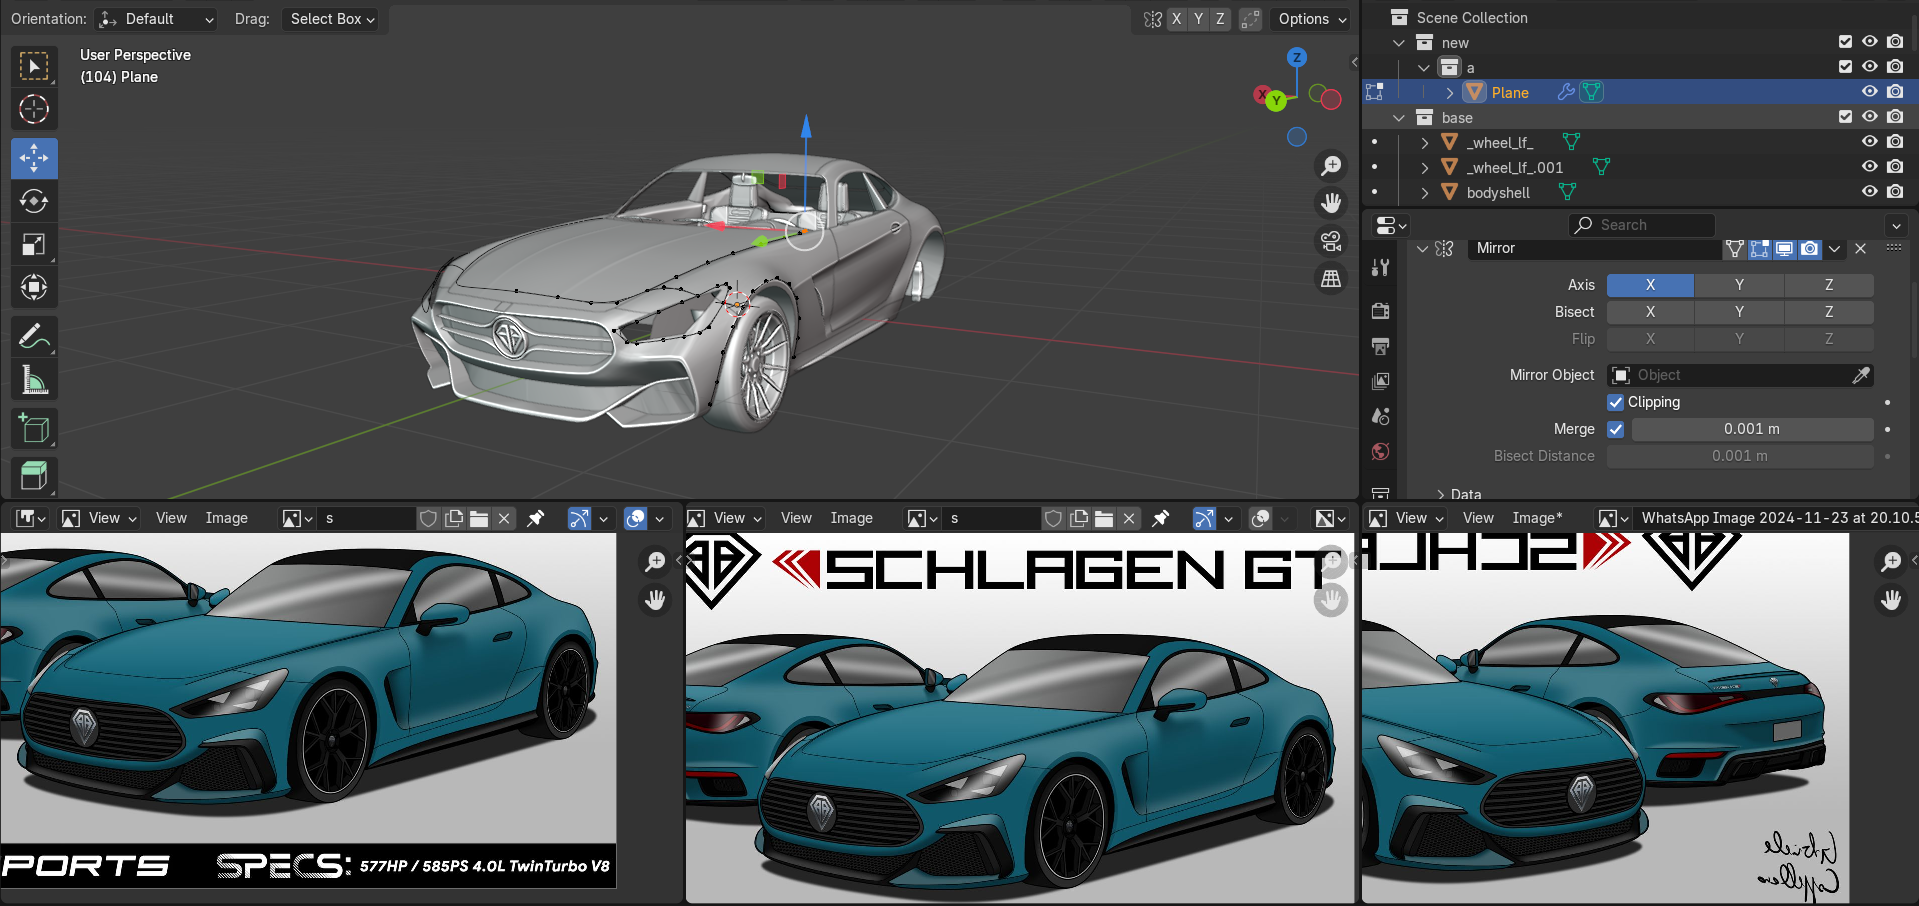 Orientation: Default Drag: Select Box X Y Z Options
User Perspective
(104) Plane
Z
X
Y
Scene Collection
new
a
Plane
base
_wheel_lf_
_wheel_lf_.001
bodyshell
Search
Mirror
Axis X Y Z
Bisect X Y Z
Flip X Y Z
Mirror Object Object
Clipping
Merge 0.001 m
Bisect Distance 0.001 m
Data
View View Image s
PORTS SPECS: 577HP / 585PS 4.0L TwinTurbo V8
View View Image s
SCHLAGEN GT
View View Image* WhatsApp Image 2024-11-23 at 20.10.5